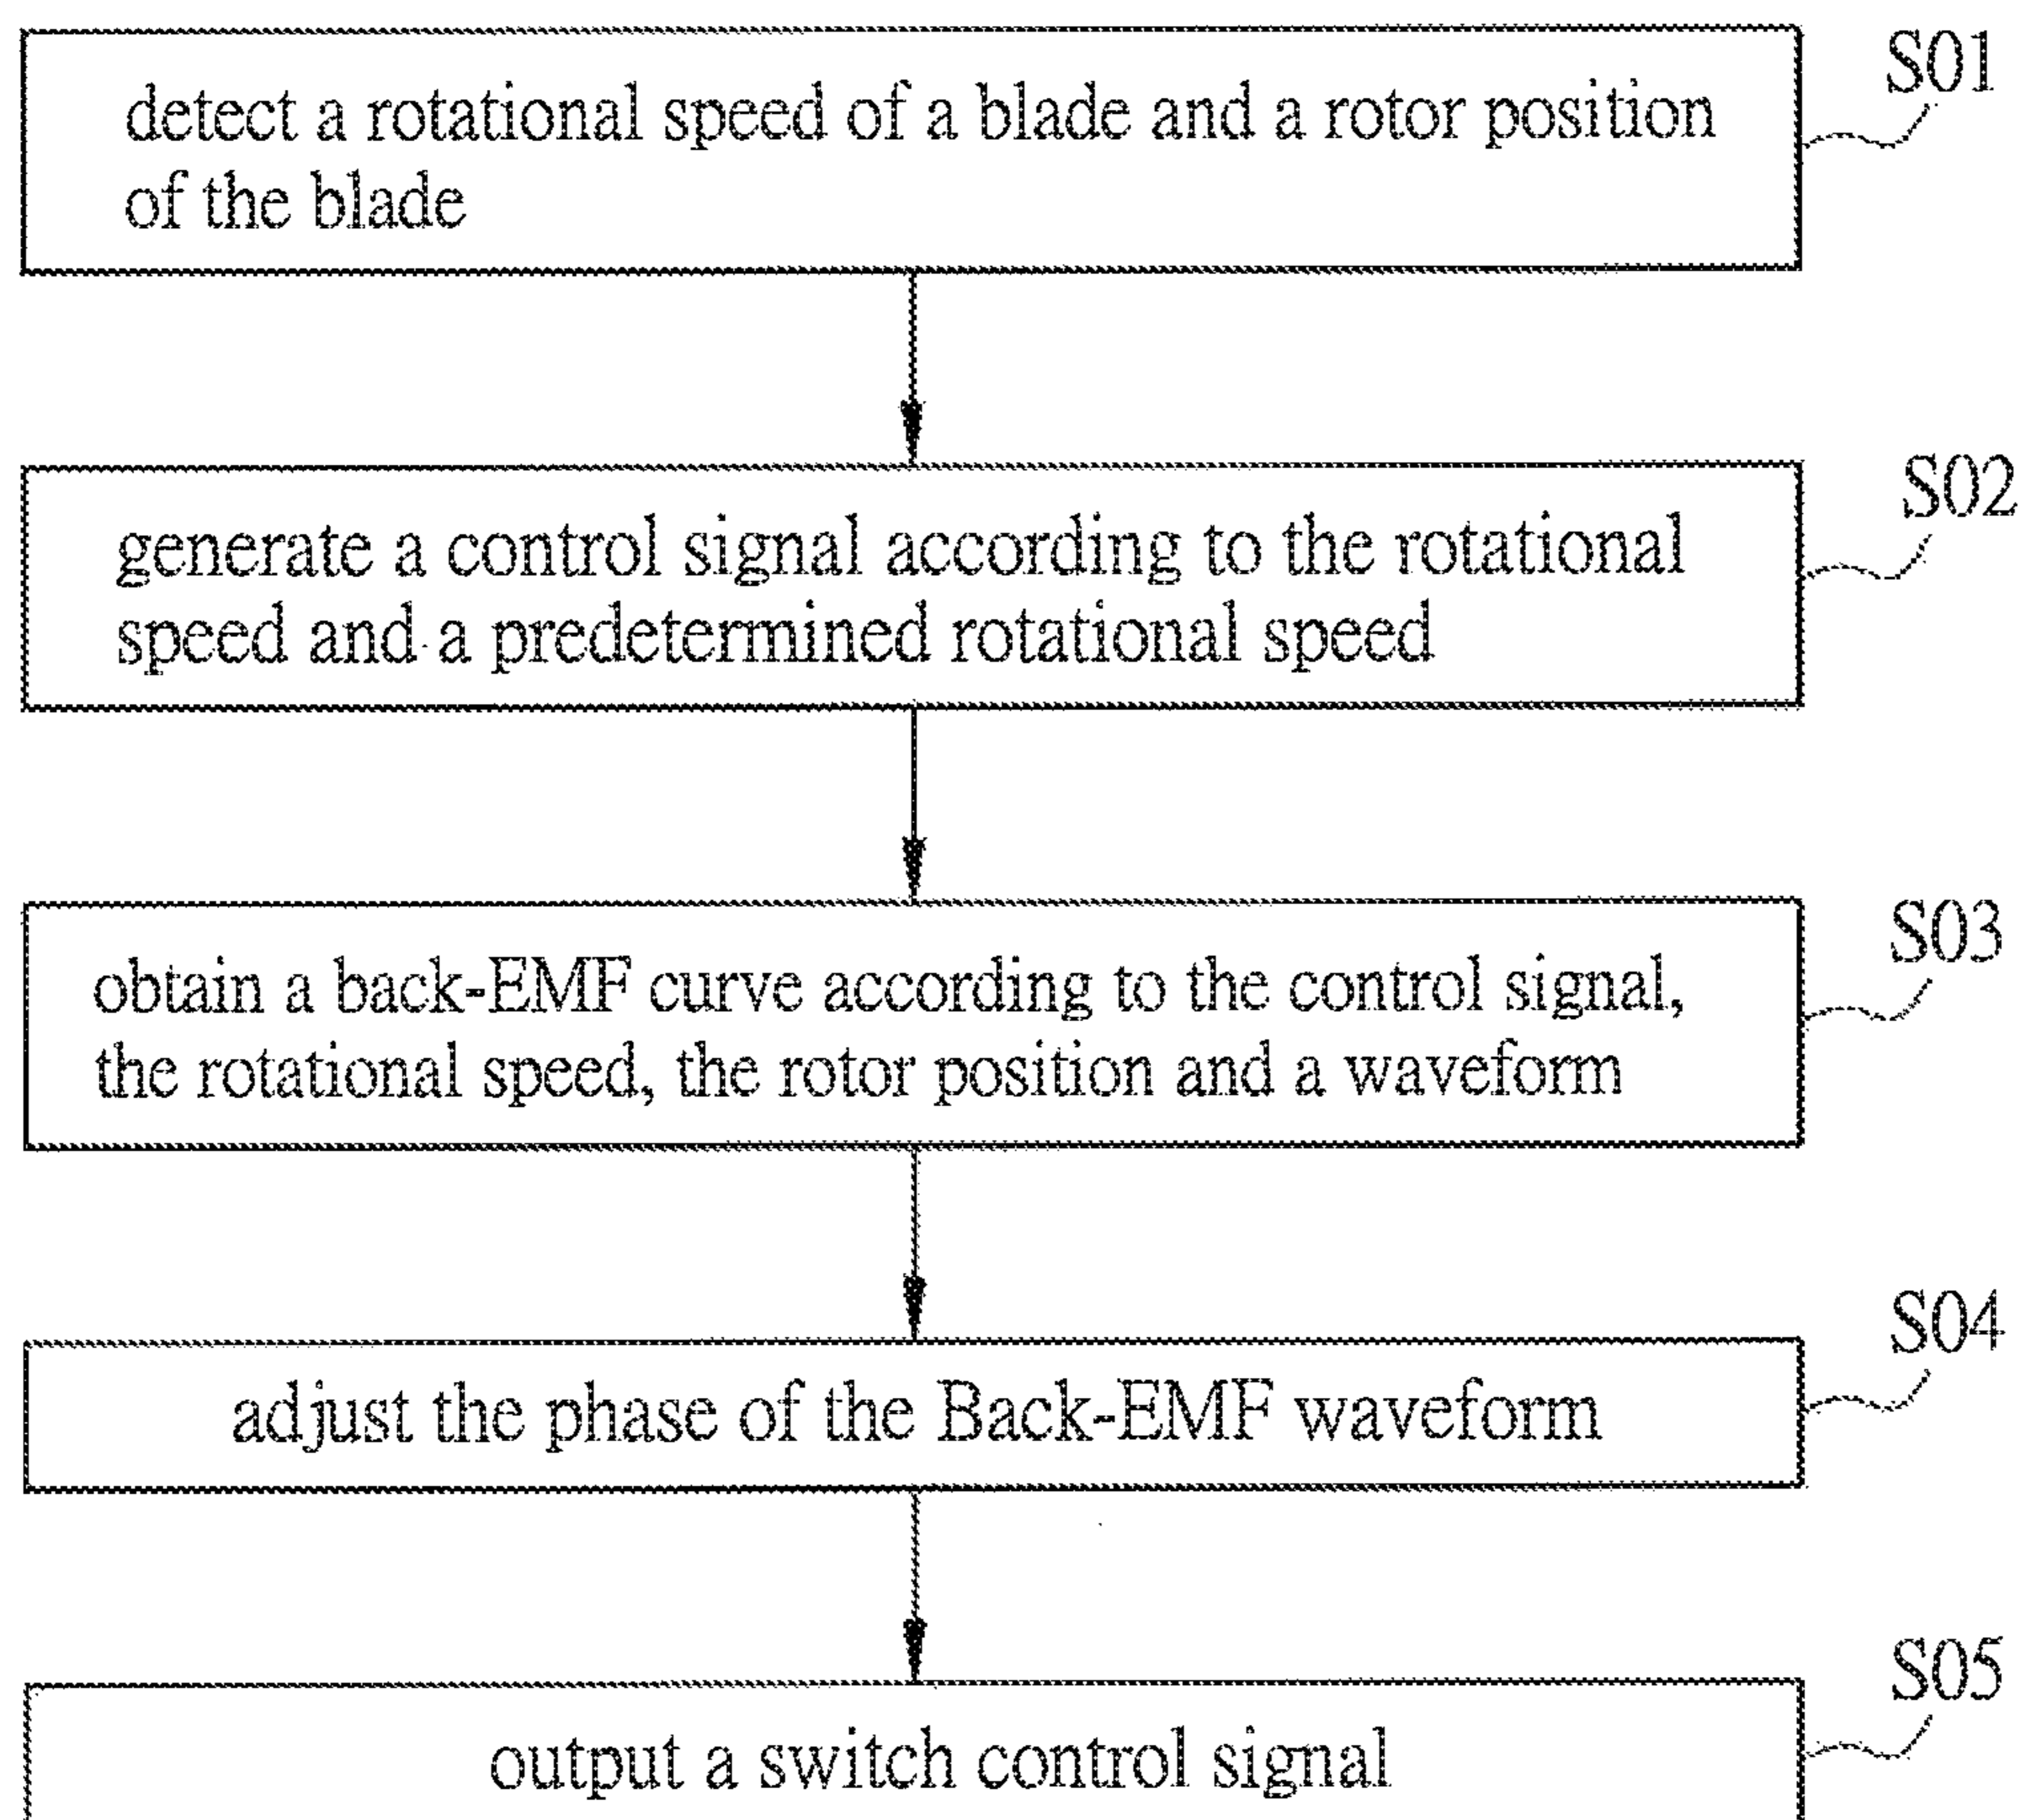 S01
detect a rotational speed of a blade and a rotor position
of the blade
S02
generate a control signal according to the rotational
speed and a predetermined rotational speed
S03
obtain a back-EMF curve according to the control signal,
the rotational speed, the rotor position and a waveform
S04
adjust the phase of the Back-EMF waveform
S05
output a switch control signal